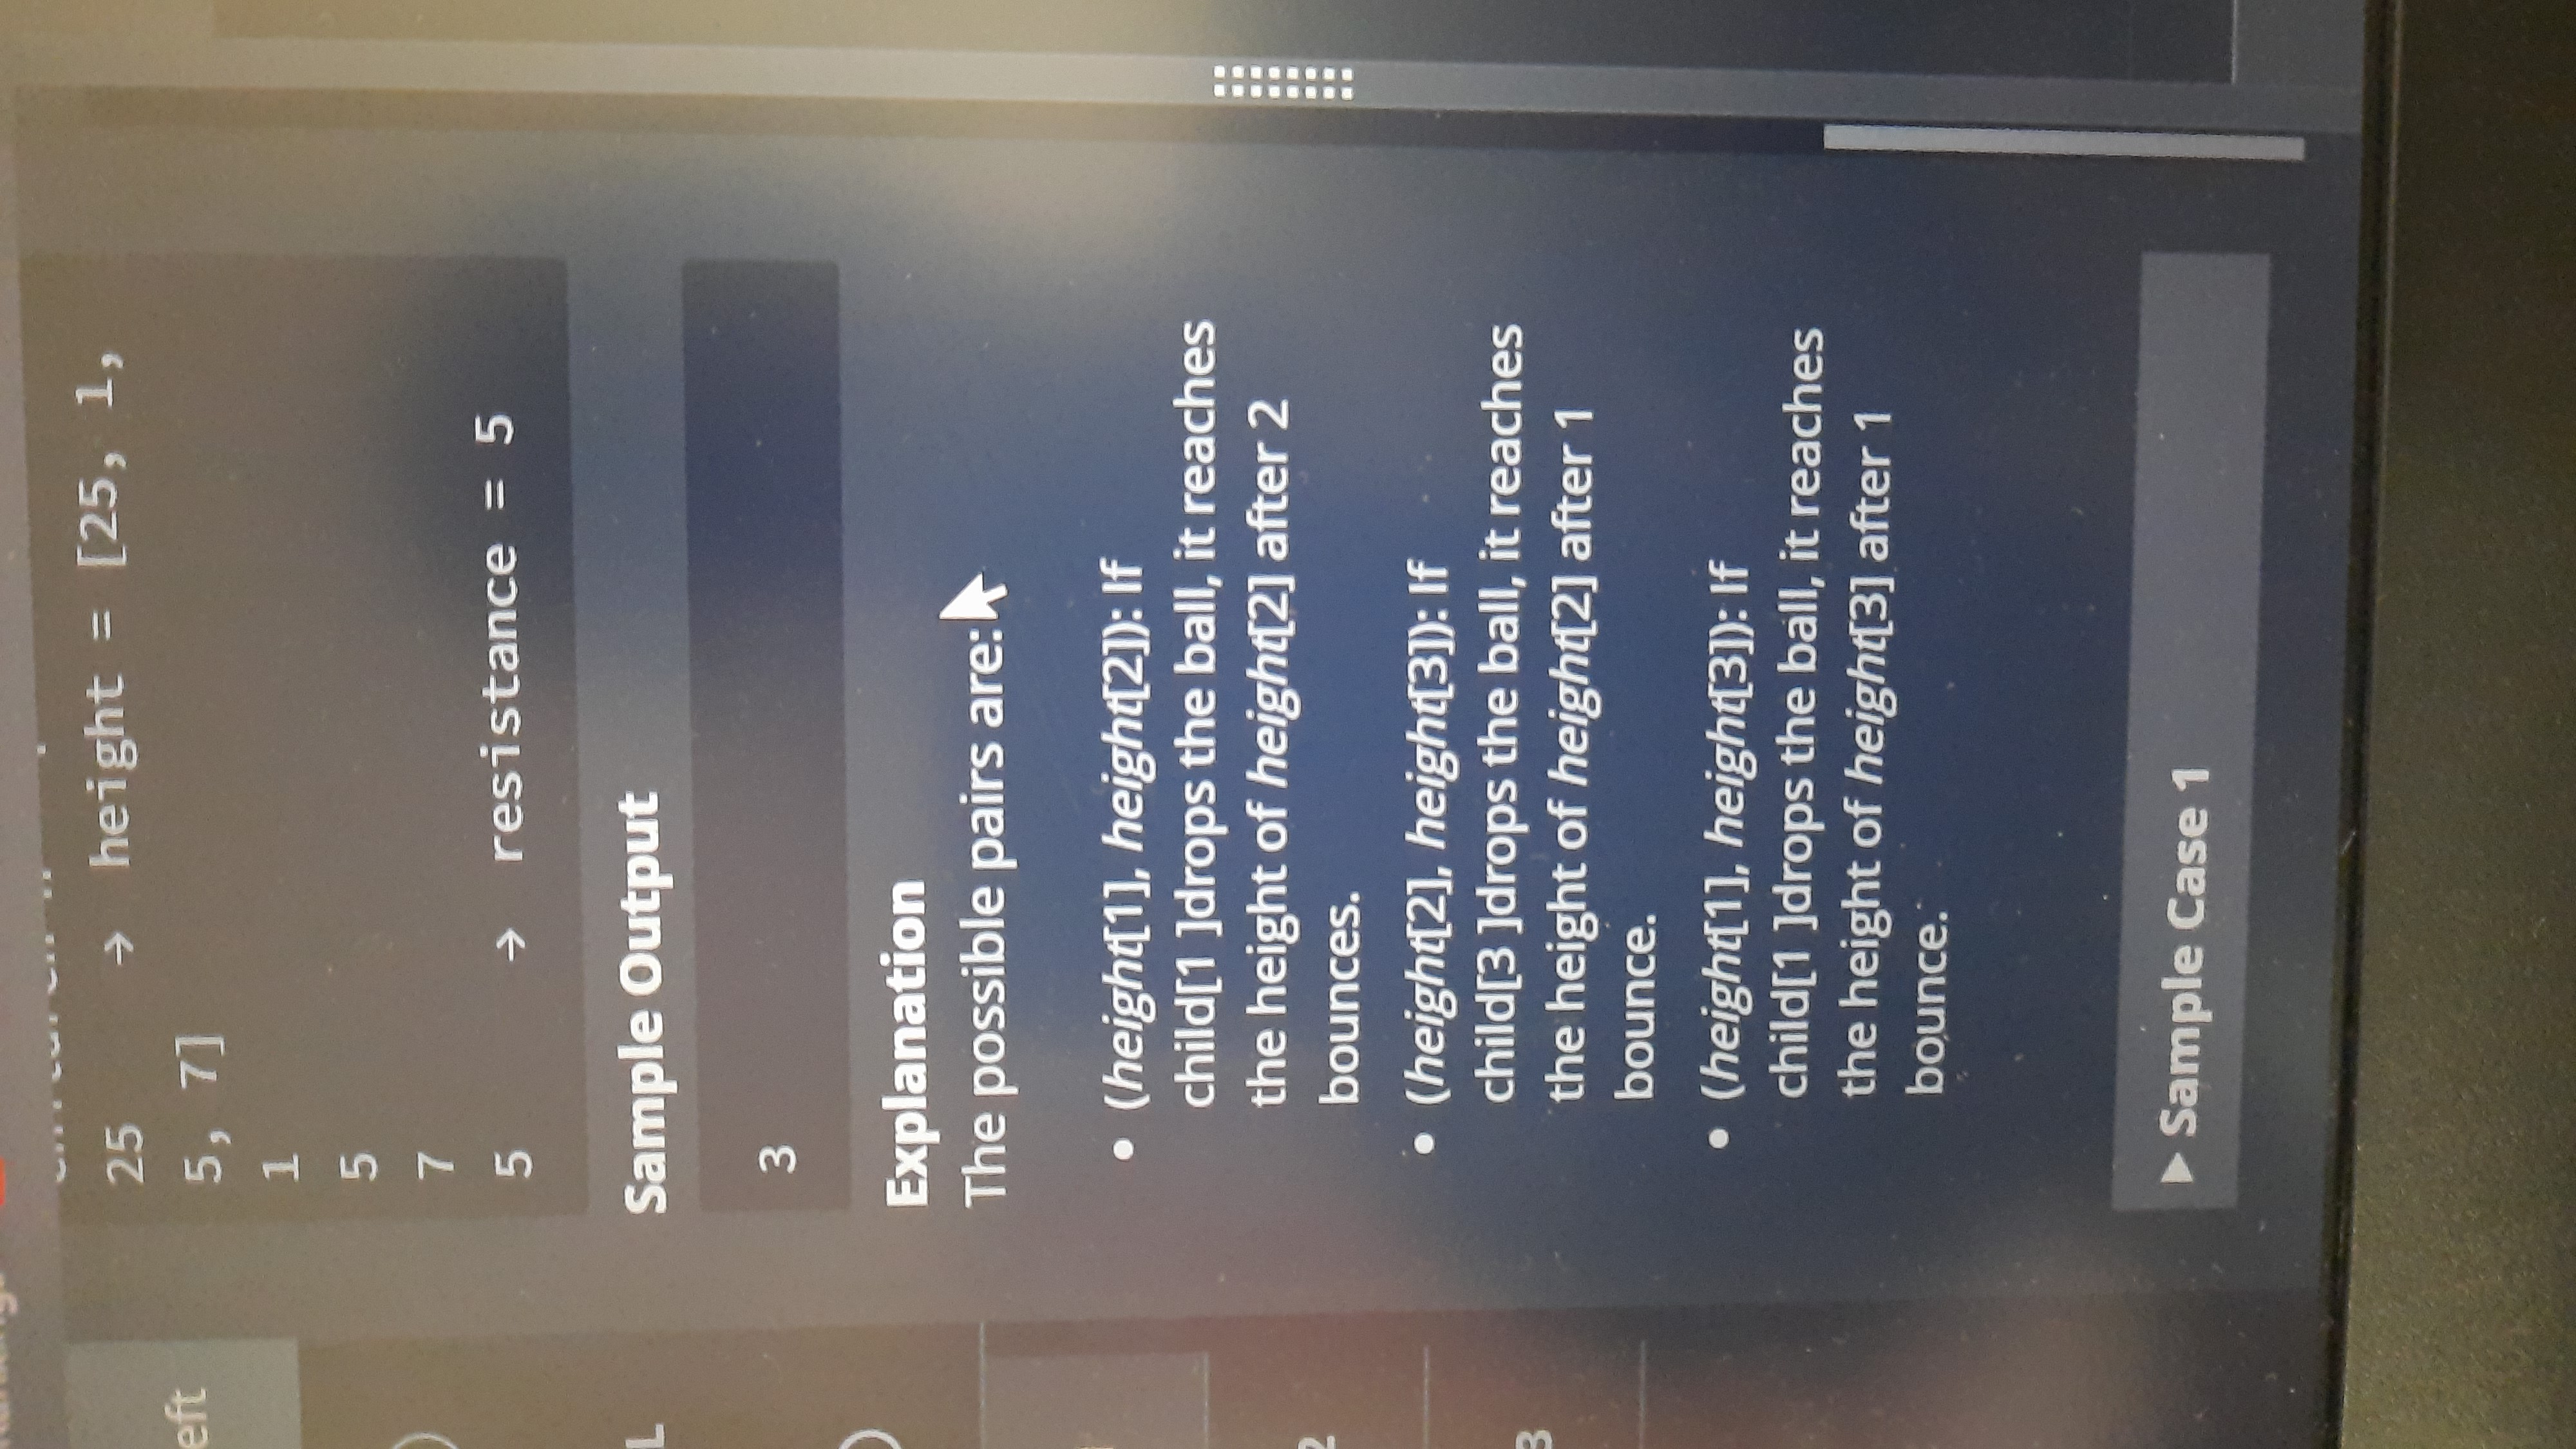 25 → height = [25, 1,
5, 7]
1
5
7
5 → resistance = 5
Sample Output
3
Explanation
The possible pairs are:
• (height[1], height[2]): If
child[1 ]drops the ball, it reaches
the height of height[2] after 2
bounces.
• (height[2], height[3]): If
child[3 ]drops the ball, it reaches
the height of height[2] after 1
bounce.
• (height[1], height[3]): If
child[1 ]drops the ball, it reaches
the height of height[3] after 1
bounce.
▶ Sample Case 1
eft
L
2
3